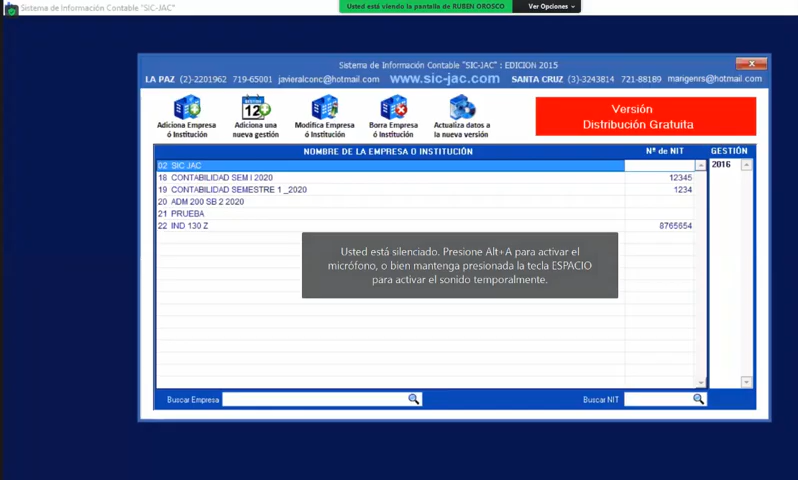 Sistema de Información Contable "SIC-JAC"
Usted está viendo la pantalla de RUBEN OROSCO
Ver Opciones
Sistema de Información Contable "SIC-JAC" : EDICION 2015
LA PAZ (2)-2201962 719-65001 javieralconc@hotmail.com www.sic-jac.com SANTA CRUZ (3)-3243814 721-88189 marigenrs@hotmail.com
Adiciona Empresa
ó Institución
GESTION
12
Adiciona una
nueva gestión
Modifica Empresa
ó Institución
Borra Empresa
ó Institución
Actualiza datos a
la nueva versión
Versión
Distribución Gratuita
NOMBRE DE LA EMPRESA O INSTITUCIÓN Nº de NIT GESTIÓN
02 SIC JAC 2016
18 CONTABILIDAD SEM I 2020 12345
19 CONTABILIDAD SEMESTRE 1 _2020 1234
20 ADM 200 SB 2 2020
21 PRUEBA
22 IND 130 Z 8765654
Usted está silenciado. Presione Alt+A para activar el
micrófono, o bien mantenga presionada la tecla ESPACIO
para activar el sonido temporalmente.
Buscar Empresa Buscar NIT